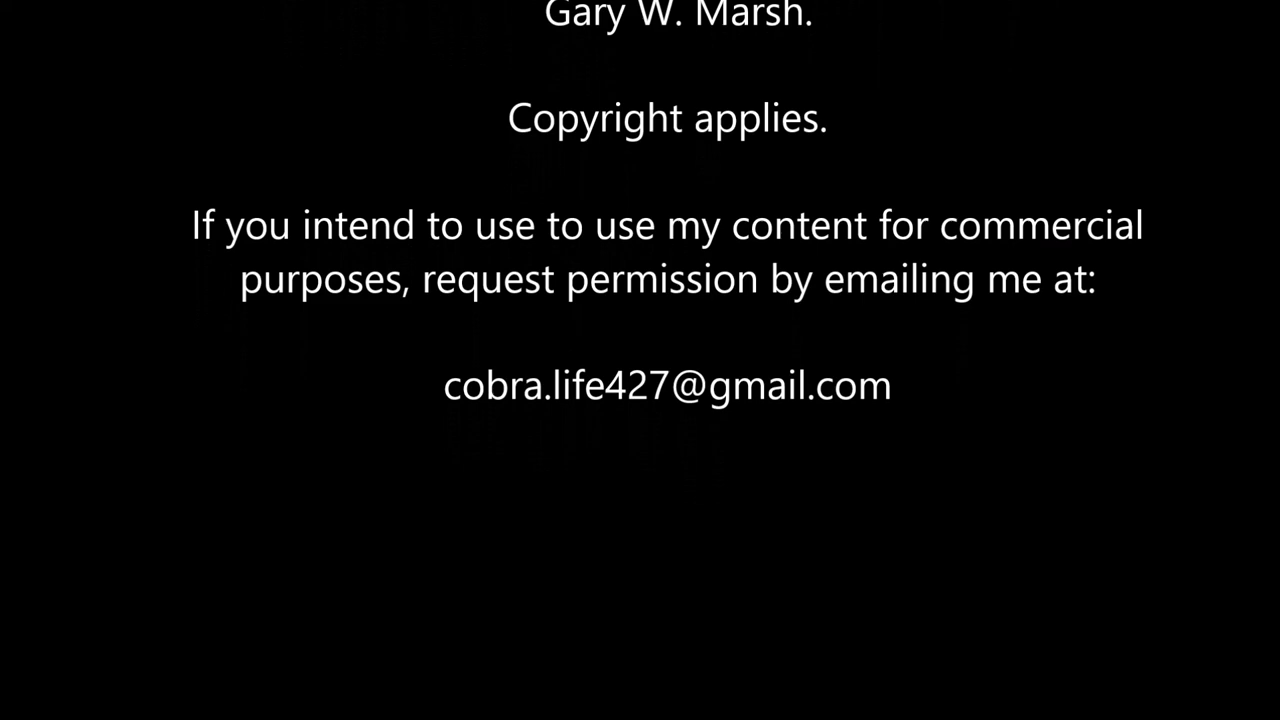 Gary W. Marsh.
Copyright applies.
If you intend to use to use my content for commercial
purposes, request permission by emailing me at:
cobra.life427@gmail.com